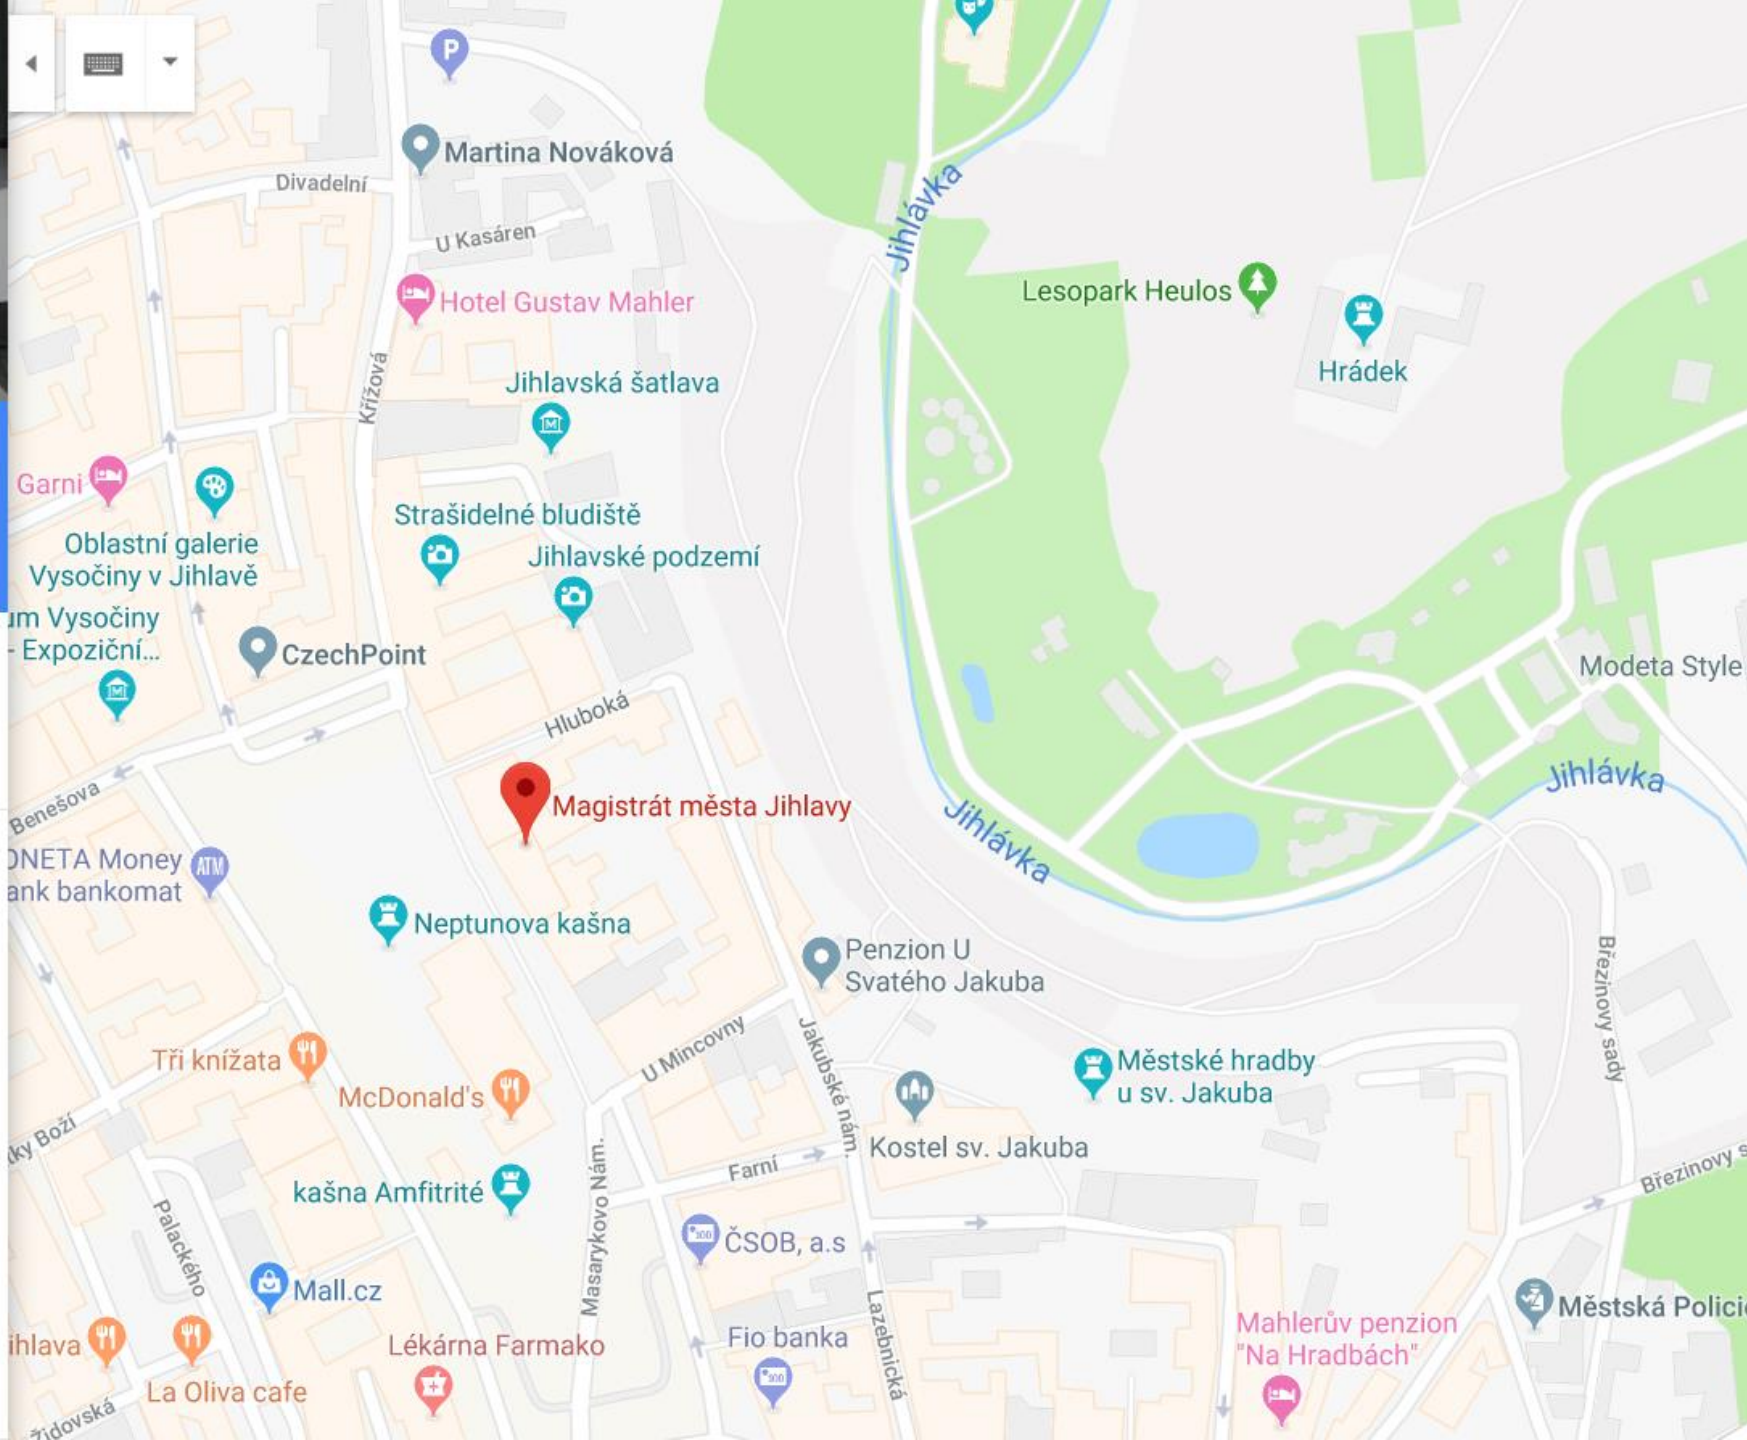 P
Martina Nováková
Divadelní
U Kasáren
Jihlávka
Hotel Gustav Mahler
Lesopark Heulos
Hrádek
Křížová
Jihlavská šatlava
Garni
Strašidelné bludiště
Oblastní galerie
Vysočiny v Jihlavě
Jihlavské podzemí
um Vysočiny
- Expoziční...
CzechPoint
Modeta Style
Hluboká
Benešova
Magistrát města Jihlavy
Jihlávka
Jihlávka
ONETA Money
ank bankomat
ATM
Neptunova kašna
Penzion U
Svatého Jakuba
Březinovy sady
Tři knížata
U Mincovny
Jakubské nám.
Městské hradby
u sv. Jakuba
McDonald's
ky Boží
Kostel sv. Jakuba
Farní
kašna Amfitrité
Masarykovo Nám.
Březinovy s
Palackého
ČSOB, a.s
Mall.cz
Městská Polici
ihlava
Lékárna Farmako
Fio banka
Lazebnická
Mahlerův penzion
"Na Hradbách"
La Oliva cafe
Židovská